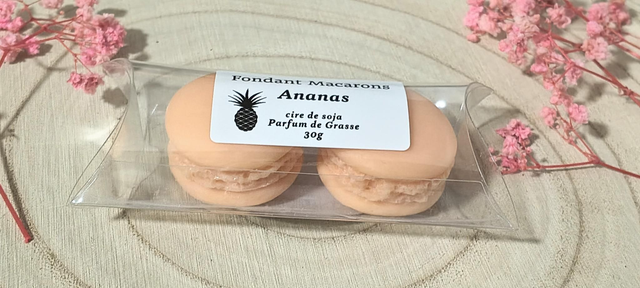 Fondant Macarons
Ananas
cire de soja
Parfum de Grasse
30g